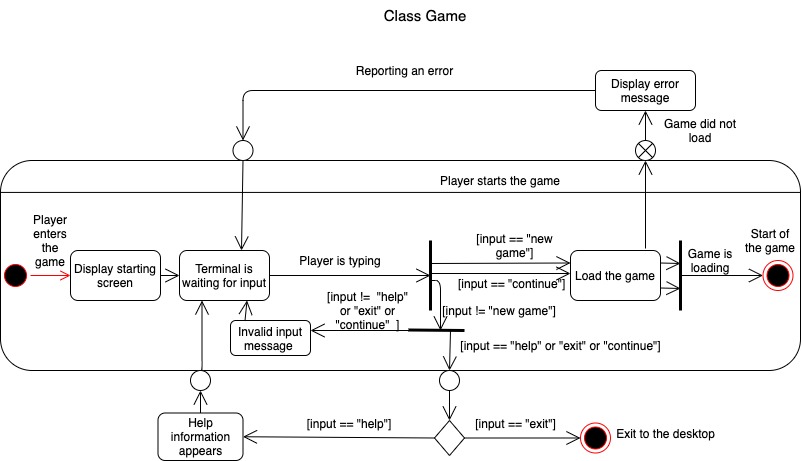 Class Game
Reporting an error
Display error
message
Game did not
load
Player starts the game
Player
enters
the
game
Display starting
screen
Terminal is
waiting for input
Player is typing
[input == "new
game"]
[input == "continue"]
Load the game
Game is
loading
Start of
the game
[input != "help"
or "exit" or
"continue" ]
[input != "new game"]
Invalid input
message
[input == "help" or "exit" or "continue"]
Help
information
appears
[input == "help"]
[input == "exit"]
Exit to the desktop